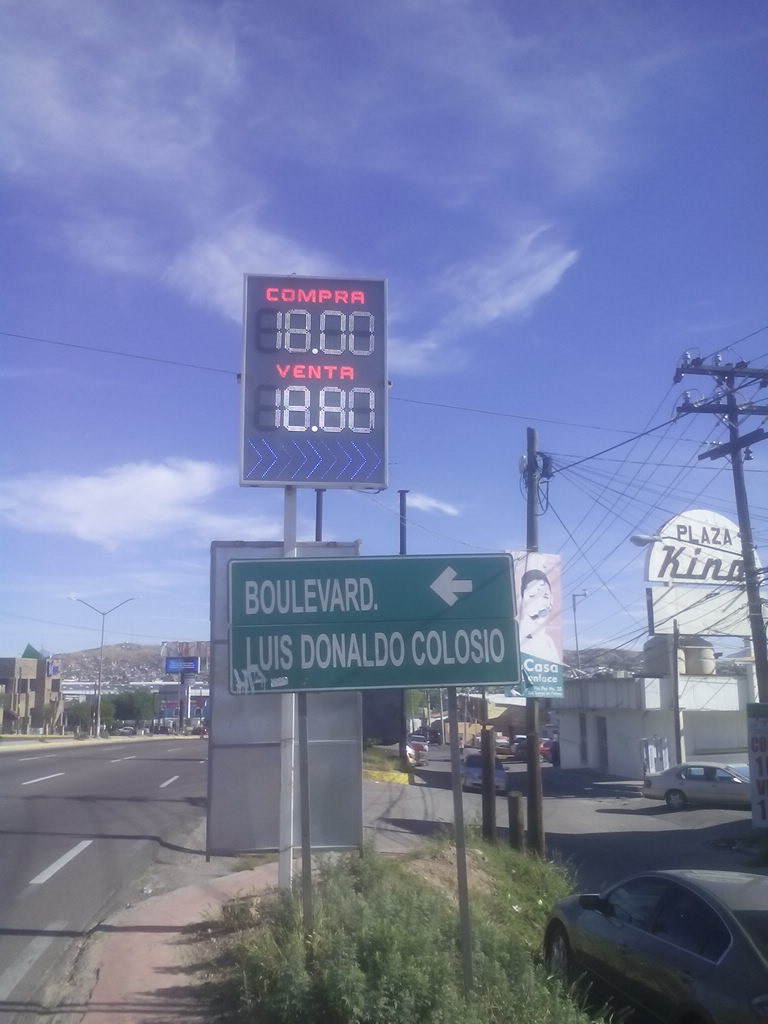 COMPRA
18.00
VENTA
18.80
BOULEVARD.
LUIS DONALDO COLOSIO
PLAZA
Kino
Casa
enlace